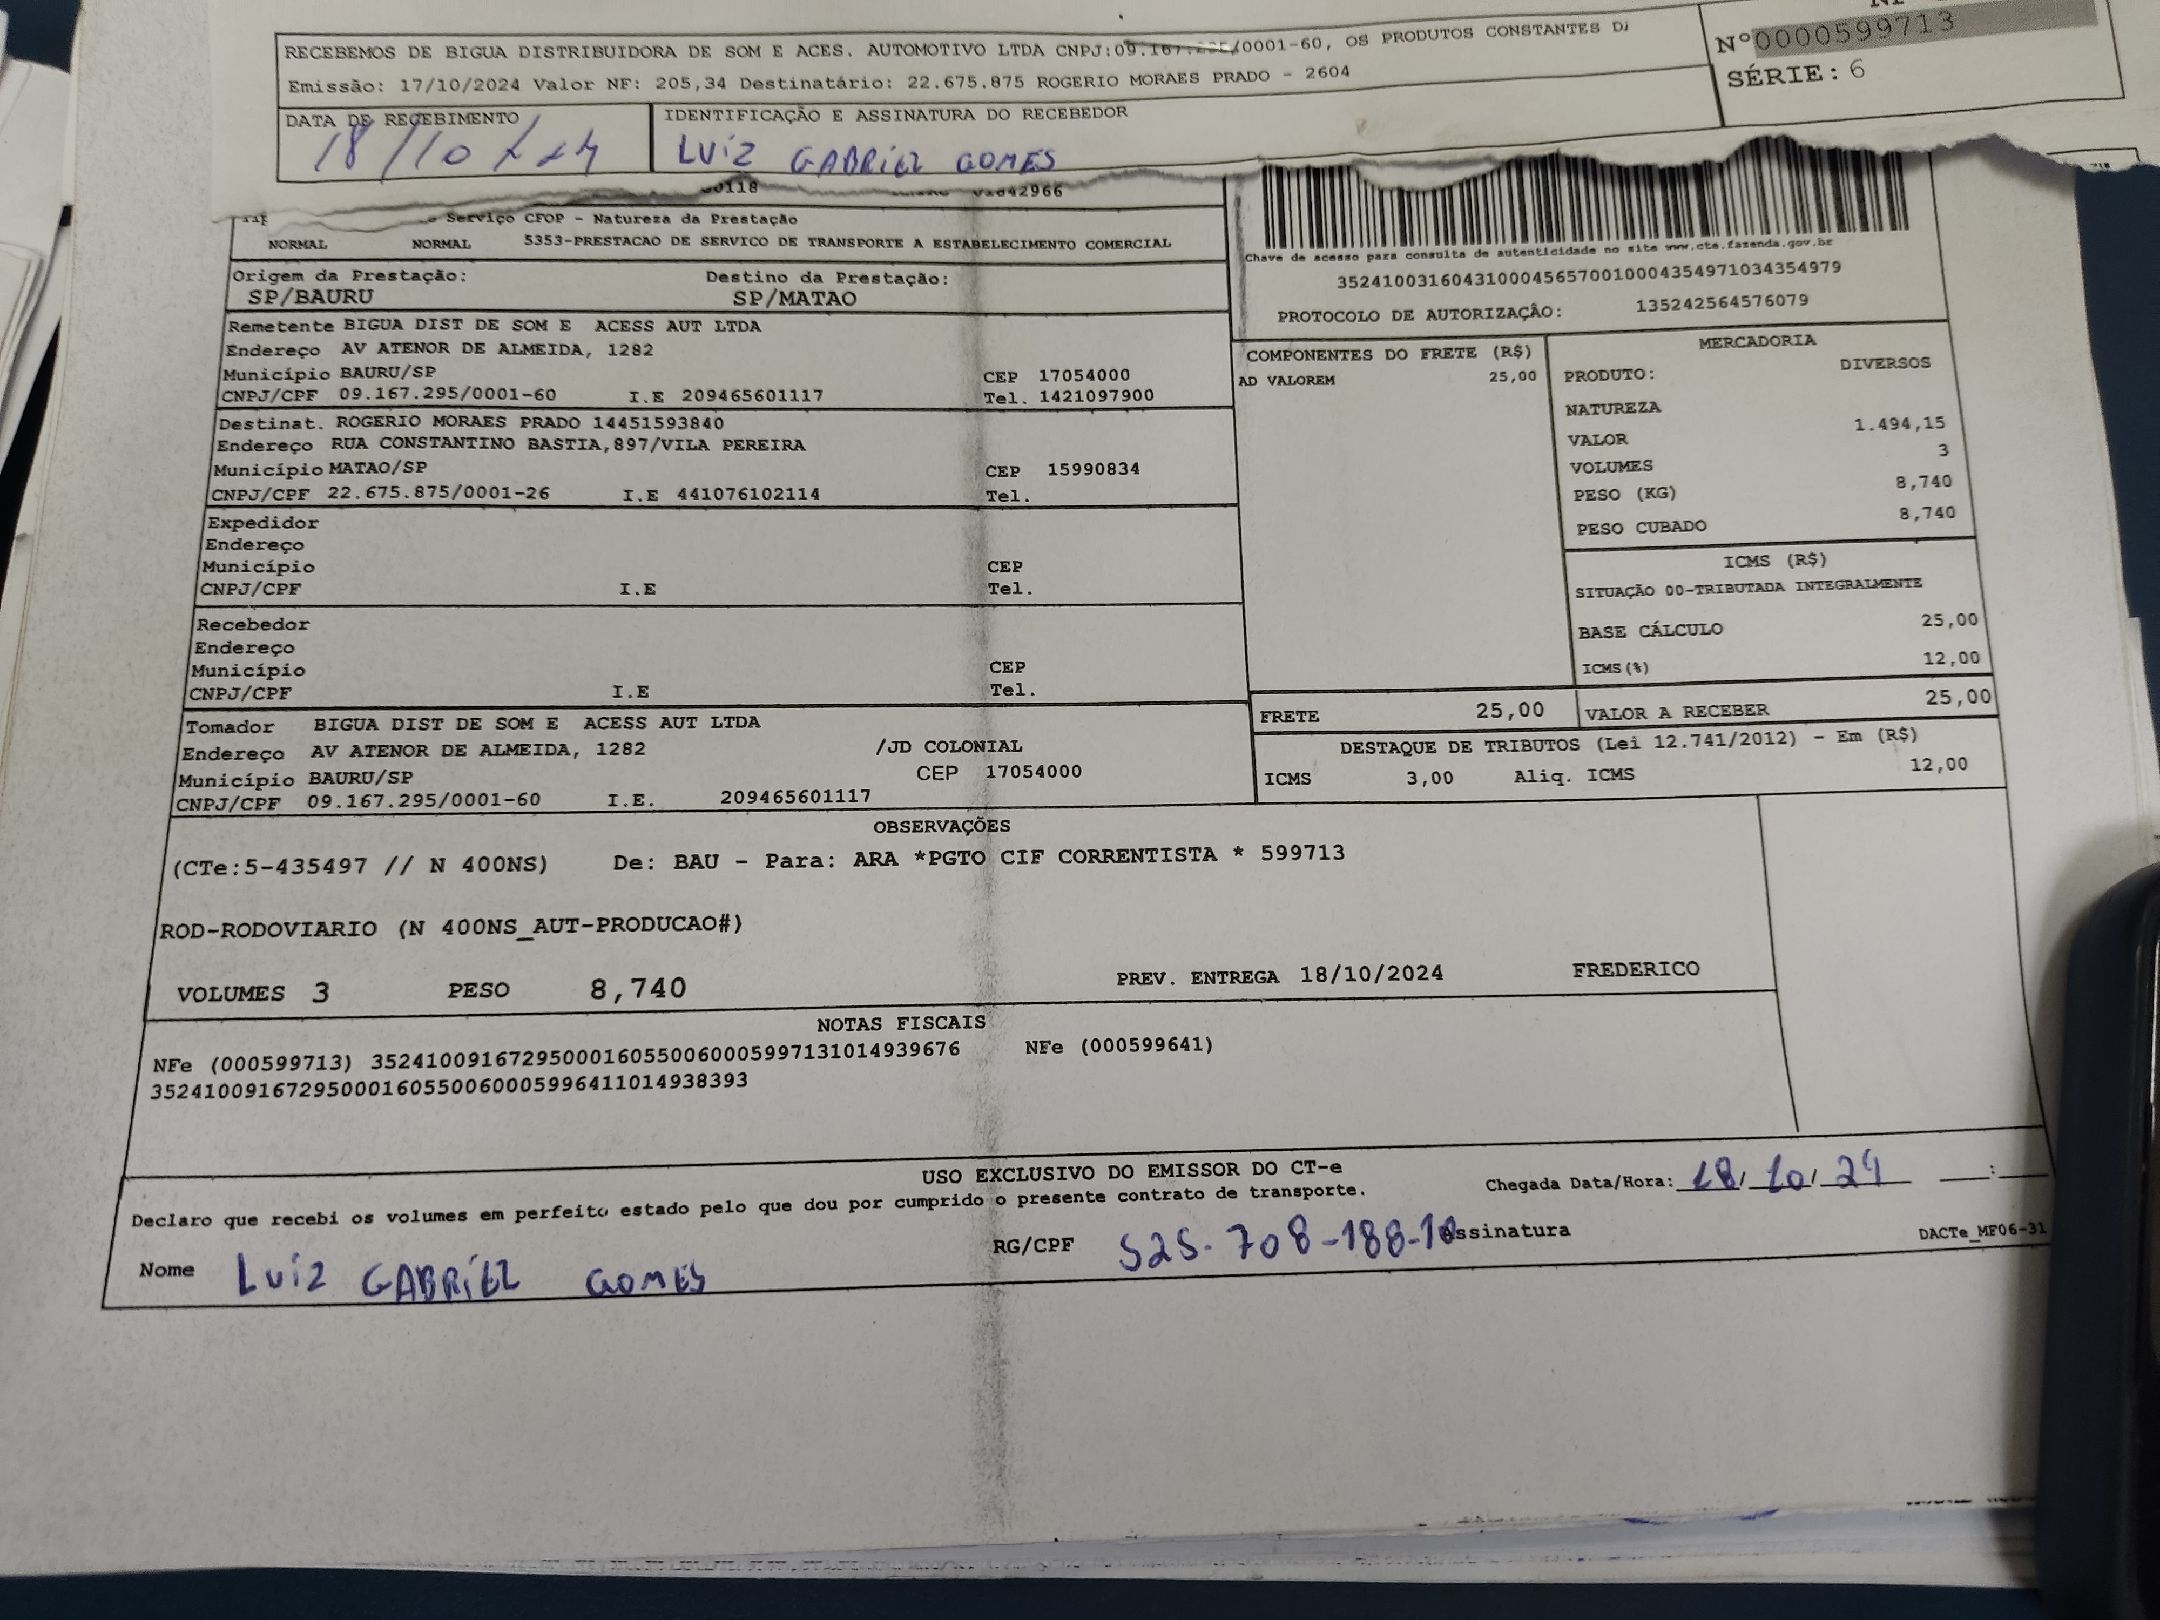 RECEBEMOS DE BIGUA DISTRIBUIDORA DE SOM E ACES. AUTOMOTIVO LTDA CNPJ:09.167. /0001-60, OS PRODUTOS CONSTANTES
Emissão: 17/10/2024 Valor NF: 205,34 Destinatário: 22.675.875 ROGERIO MORAES PRADO - 2604
Nº0000599713
SÉRIE: 6
DATA DE RECEBIMENTO
18/10/24
IDENTIFICAÇÃO E ASSINATURA DO RECEBEDOR
LUIZ GABRIEL GOMES
Serviço CFOP - Natureza da Prestação
NORMAL NORMAL 5353-PRESTACAO DE SERVICO DE TRANSPORTE A ESTABELECIMENTO COMERCIAL
Origem da Prestação: Destino da Prestação:
SP/BAURU SP/MATAO
Remetente BIGUA DIST DE SOM E ACESS AUT LTDA
Endereço AV ATENOR DE ALMEIDA, 1282
Município BAURU/SP CEP 17054000
CNPJ/CPF 09.167.295/0001-60 I.E 209465601117 Tel. 1421097900
Destinat. ROGERIO MORAES PRADO 14451593840
Endereço RUA CONSTANTINO BASTIA,897/VILA PEREIRA
Município MATAO/SP CEP 15990834
CNPJ/CPF 22.675.875/0001-26 I.E 441076102114 Tel.
Expedidor
Endereço
Município CEP
CNPJ/CPF I.E Tel.
Recebedor
Endereço
Município CEP
CNPJ/CPF I.E Tel.
Tomador BIGUA DIST DE SOM E ACESS AUT LTDA
Endereço AV ATENOR DE ALMEIDA, 1282 /JD COLONIAL
Município BAURU/SP CEP 17054000
CNPJ/CPF 09.167.295/0001-60 I.E. 209465601117
Chave de acesso para consulta de autenticidade no site www.cte.fazenda.gov.br
35241003160431000456570010004354971034354979
PROTOCOLO DE AUTORIZAÇÃO: 135242564576079
COMPONENTES DO FRETE (R$)
AD VALOREM 25,00
MERCADORIA
PRODUTO: DIVERSOS
NATUREZA
VALOR 1.494,15
VOLUMES 3
PESO (KG) 8,740
PESO CUBADO 8,740
ICMS (R$)
SITUAÇÃO 00-TRIBUTADA INTEGRALMENTE
BASE CÁLCULO 25,00
ICMS(%) 12,00
FRETE 25,00 VALOR A RECEBER 25,00
DESTAQUE DE TRIBUTOS (Lei 12.741/2012) - Em (R$)
ICMS 3,00 Aliq. ICMS 12,00
OBSERVAÇÕES
(CTe:5-435497 // N 400NS) De: BAU - Para: ARA *PGTO CIF CORRENTISTA * 599713
ROD-RODOVIARIO (N 400NS_AUT-PRODUCAO#)
VOLUMES 3 PESO 8,740 PREV. ENTREGA 18/10/2024 FREDERICO
NOTAS FISCAIS
NFe (000599713) 35241009167295000160550060005997131014939676 NFe (000599641)
35241009167295000160550060005996411014938393
USO EXCLUSIVO DO EMISSOR DO CT-e
Declaro que recebi os volumes em perfeito estado pelo que dou por cumprido o presente contrato de transporte.
Chegada Data/Hora: 18/10/24 :
Nome LUIZ GABRIEL GOMES RG/CPF 525-708-188-10 Assinatura
DACTe_MF06-31